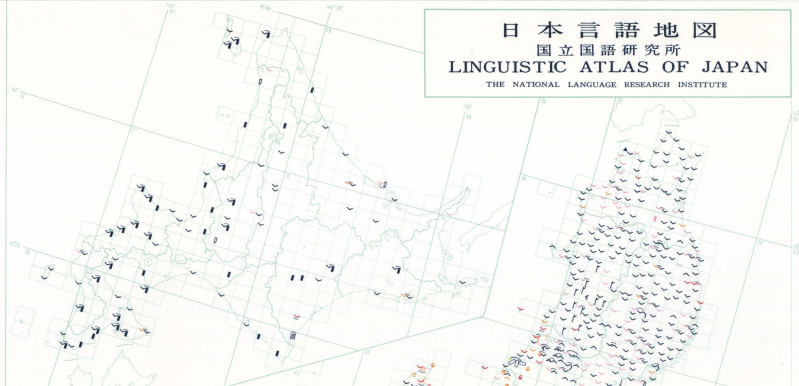 日本言語地図
国立国語研究所
LINGUISTIC ATLAS OF JAPAN
THE NATIONAL LANGUAGE RESEARCH INSTITUTE